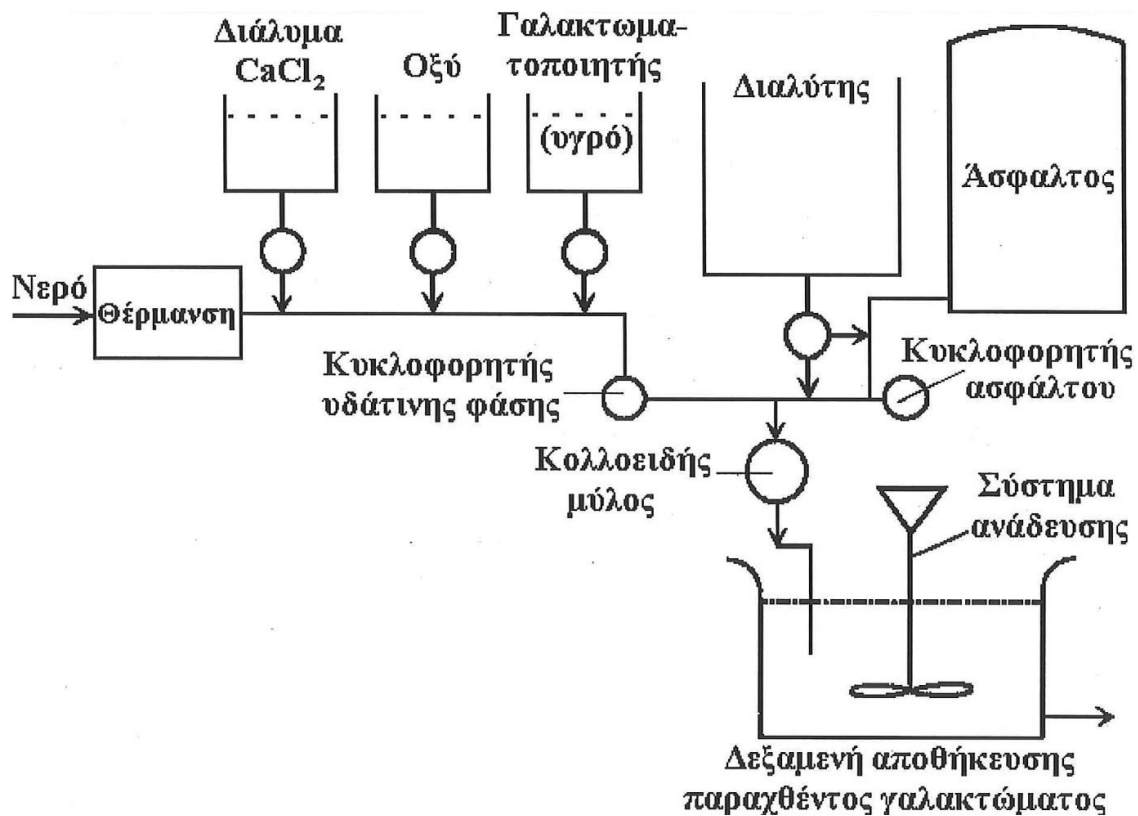 Διάλυμα
CaCl₂
Οξύ
Γαλακτωμα-
τοποιητής
(υγρό)
Διαλύτης
Άσφαλτος
Νερό
Θέρμανση
Κυκλοφορητής
υδάτινης φάσης
Κυκλοφορητής
ασφάλτου
Κολλοειδής
μύλος
Σύστημα
ανάδευσης
Δεξαμενή αποθήκευσης
παραχθέντος γαλακτώματος